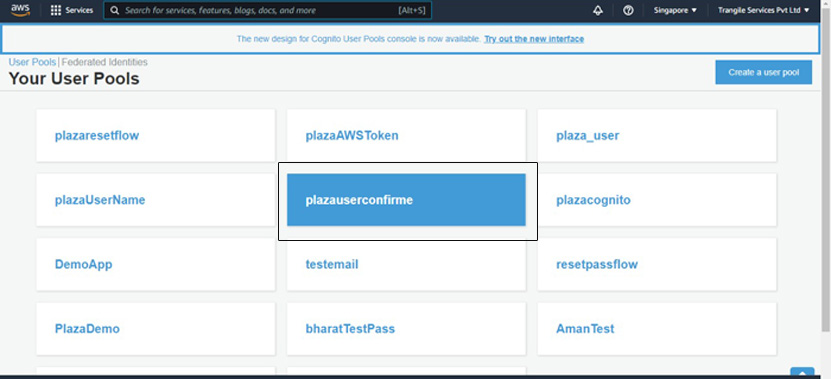 aws Services Search for services, features, blogs, docs, and more [Alt+S] Singapore ▼ Trangile Services Pvt Ltd ▼
The new design for Cognito User Pools console is now available. Try out the new interface
User Pools | Federated Identities
Your User Pools
Create a user pool
plazaresetflow plazaAWSToken plaza_user
plazaUserName plazauserconfirme plazacognito
DemoApp testemail resetpassflow
PlazaDemo bharatTestPass AmanTest